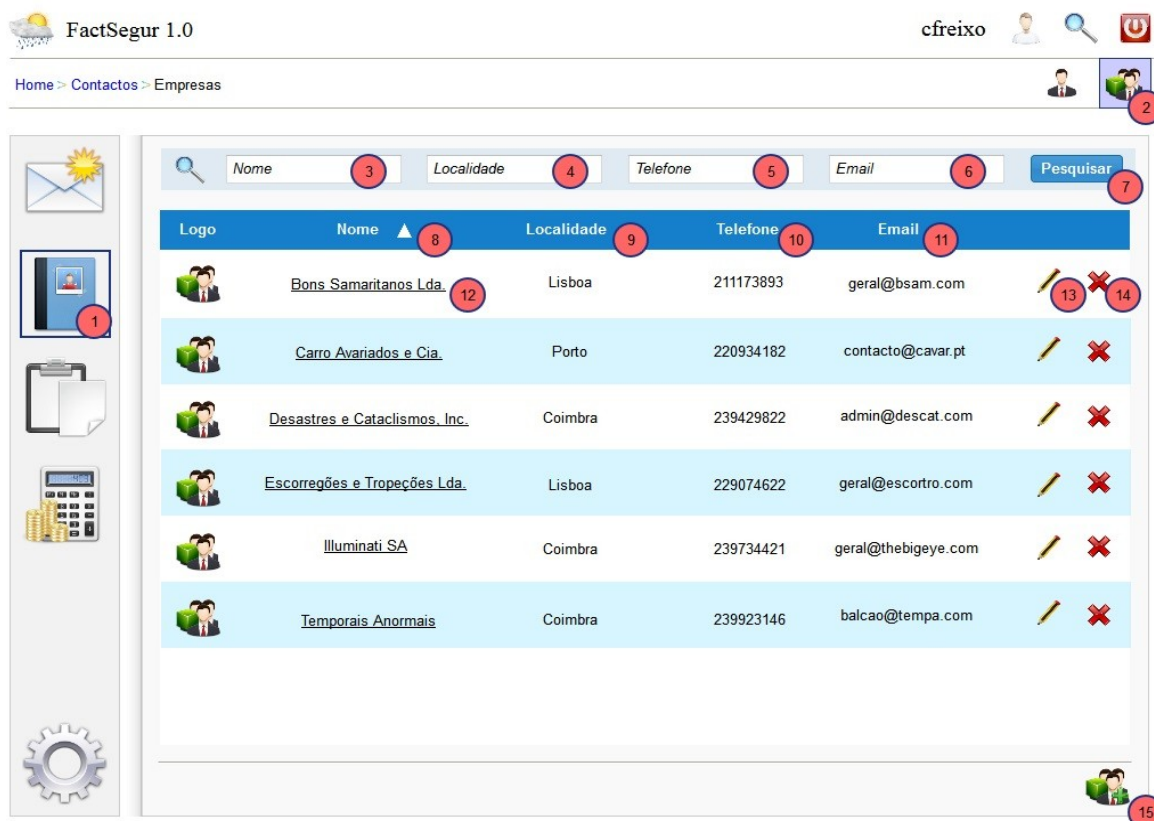 FactSegur 1.0 cfreixo
Home > Contactos > Empresas
2
Nome 3 Localidade 4 Telefone 5 Email 6 Pesquisar 7
Logo Nome 8 Localidade 9 Telefone 10 Email 11
Bons Samaritanos Lda. 12 Lisboa 211173893 geral@bsam.com 13 14
1
Carro Avariados e Cia. Porto 220934182 contacto@cavar.pt
Desastres e Cataclismos, Inc. Coimbra 239429822 admin@descat.com
Escorregões e Tropeções Lda. Lisboa 229074622 geral@escortro.com
Illuminati SA Coimbra 239734421 geral@thebigeye.com
Temporais Anormais Coimbra 239923146 balcao@tempa.com
15